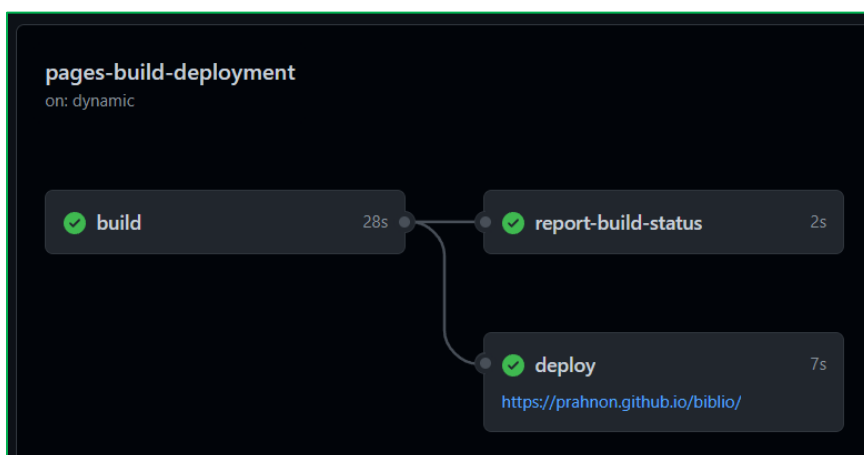 pages-build-deployment
on: dynamic
build 28s
report-build-status 2s
deploy 7s
https://prahnon.github.io/biblio/